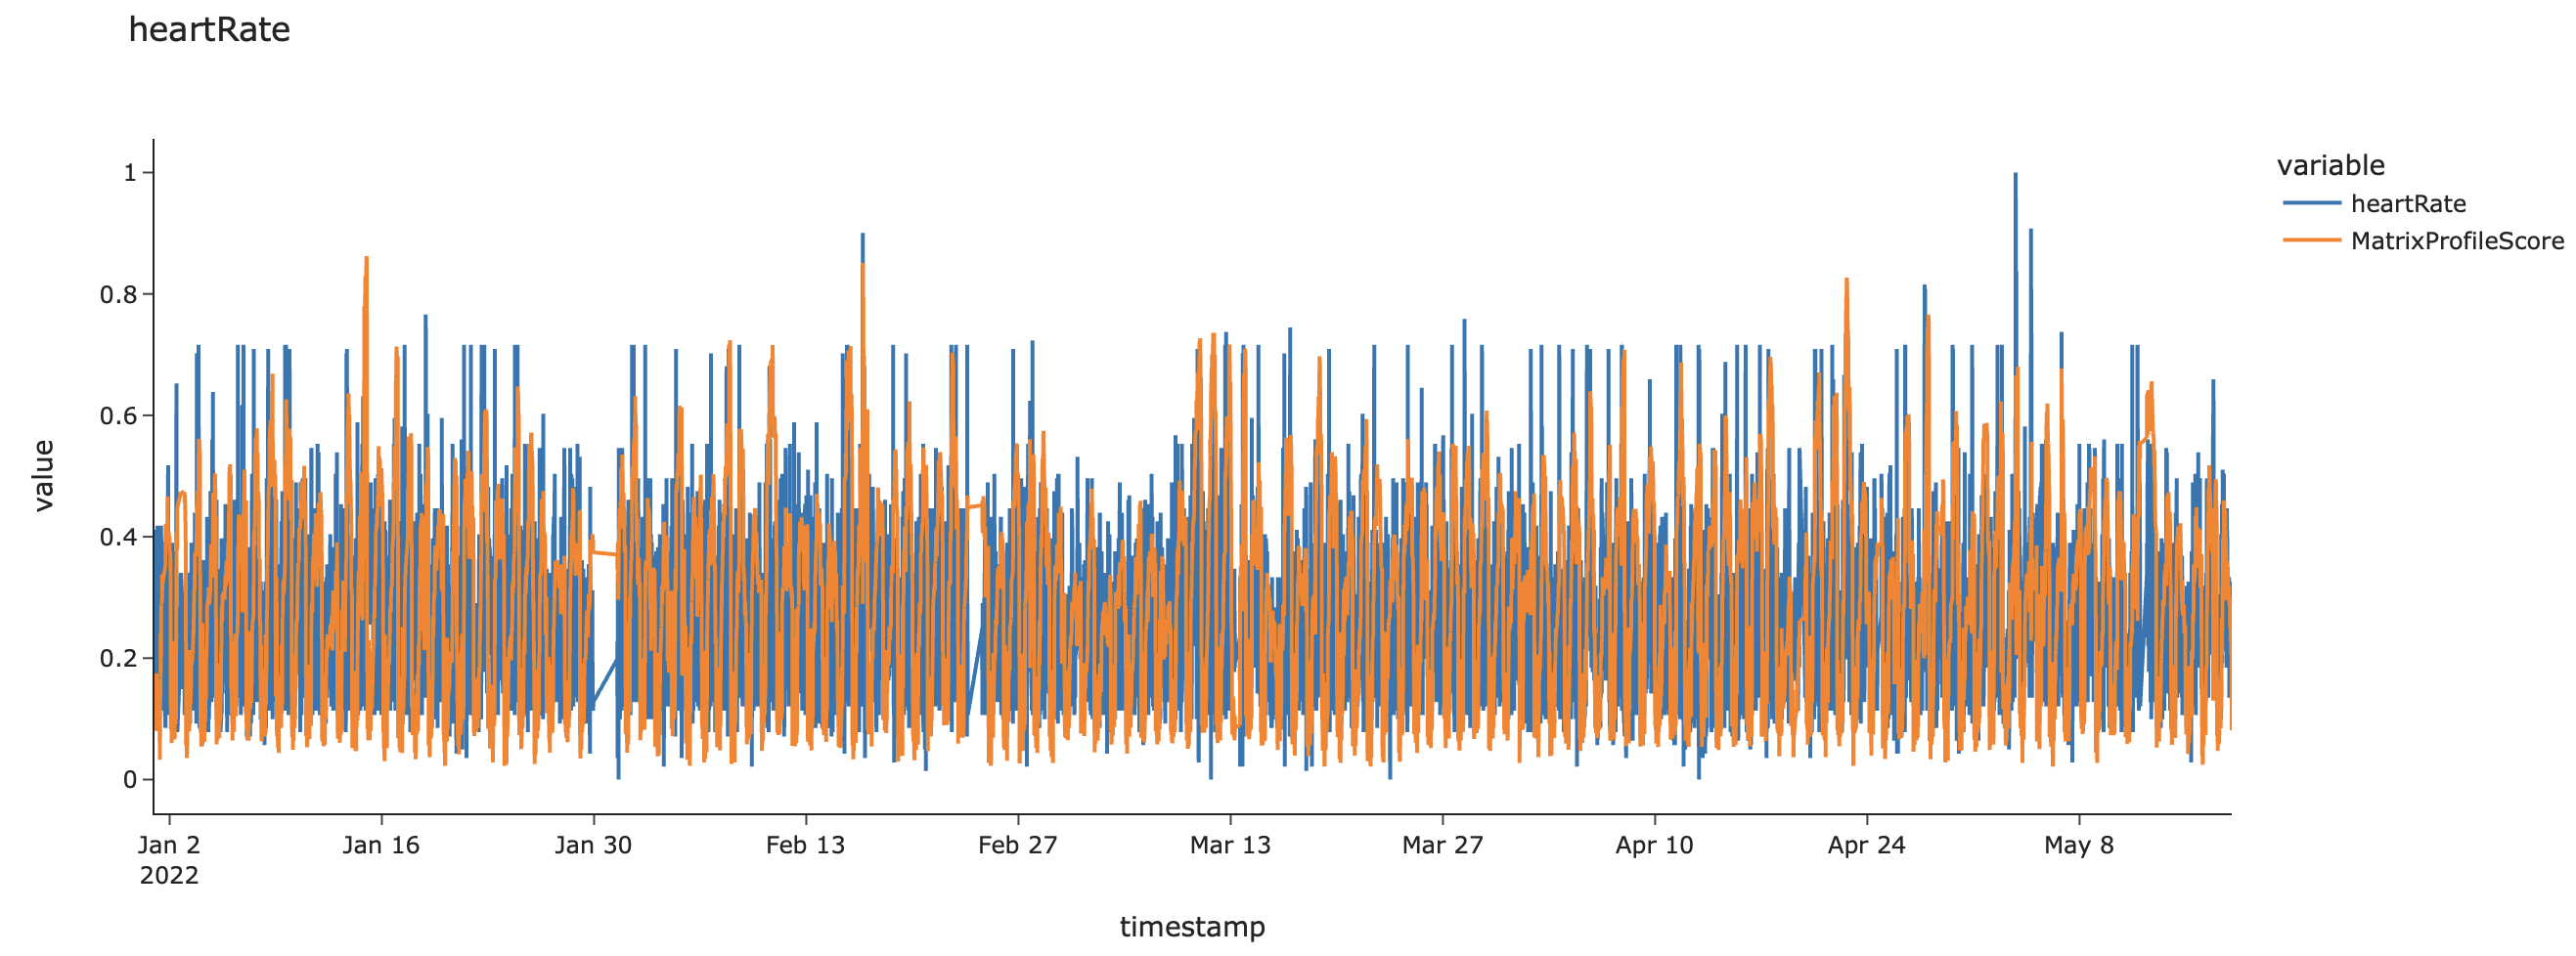 heartRate
variable
heartRate
MatrixProfileScore
value
1
0.8
0.6
0.4
0.2
0
Jan 2
2022
Jan 16
Jan 30
Feb 13
Feb 27
Mar 13
Mar 27
Apr 10
Apr 24
May 8
timestamp